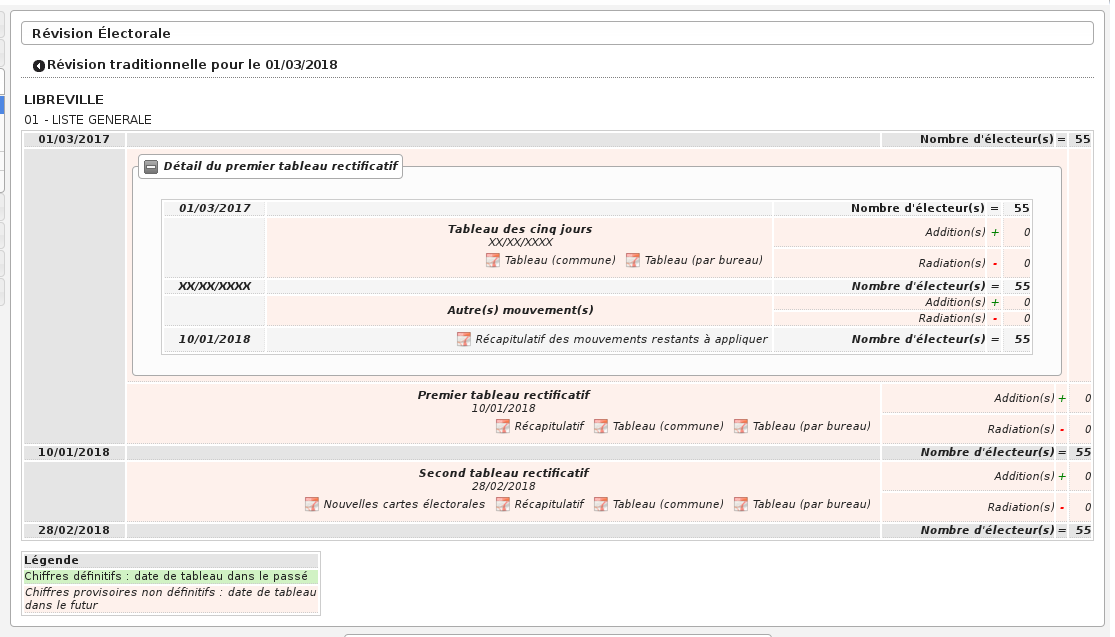 Révision Électorale
Révision traditionnelle pour le 01/03/2018
LIBREVILLE
01 - LISTE GENERALE
01/03/2017 Nombre d'électeur(s) = 55
Détail du premier tableau rectificatif
01/03/2017 Nombre d'électeur(s) = 55
Tableau des cinq jours
XX/XX/XXXX
Addition(s) + 0
Tableau (commune) Tableau (par bureau)
Radiation(s) - 0
XX/XX/XXXX Nombre d'électeur(s) = 55
Autre(s) mouvement(s)
Addition(s) + 0
Radiation(s) - 0
10/01/2018 Récapitulatif des mouvements restants à appliquer Nombre d'électeur(s) = 55
Premier tableau rectificatif
10/01/2018
Addition(s) + 0
Récapitulatif Tableau (commune) Tableau (par bureau)
Radiation(s) - 0
10/01/2018 Nombre d'électeur(s) = 55
Second tableau rectificatif
28/02/2018
Addition(s) + 0
Nouvelles cartes électorales Récapitulatif Tableau (commune) Tableau (par bureau)
Radiation(s) - 0
28/02/2018 Nombre d'électeur(s) = 55
Légende
Chiffres définitifs : date de tableau dans le passé
Chiffres provisoires non définitifs : date de tableau
dans le futur